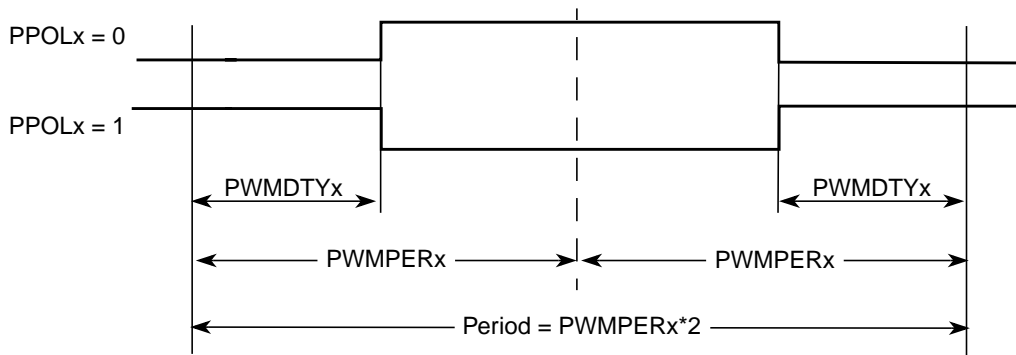 PPOLx = 0
PPOLx = 1
PWMDTYx
PWMDTYx
PWMPERx
PWMPERx
Period = PWMPERx*2